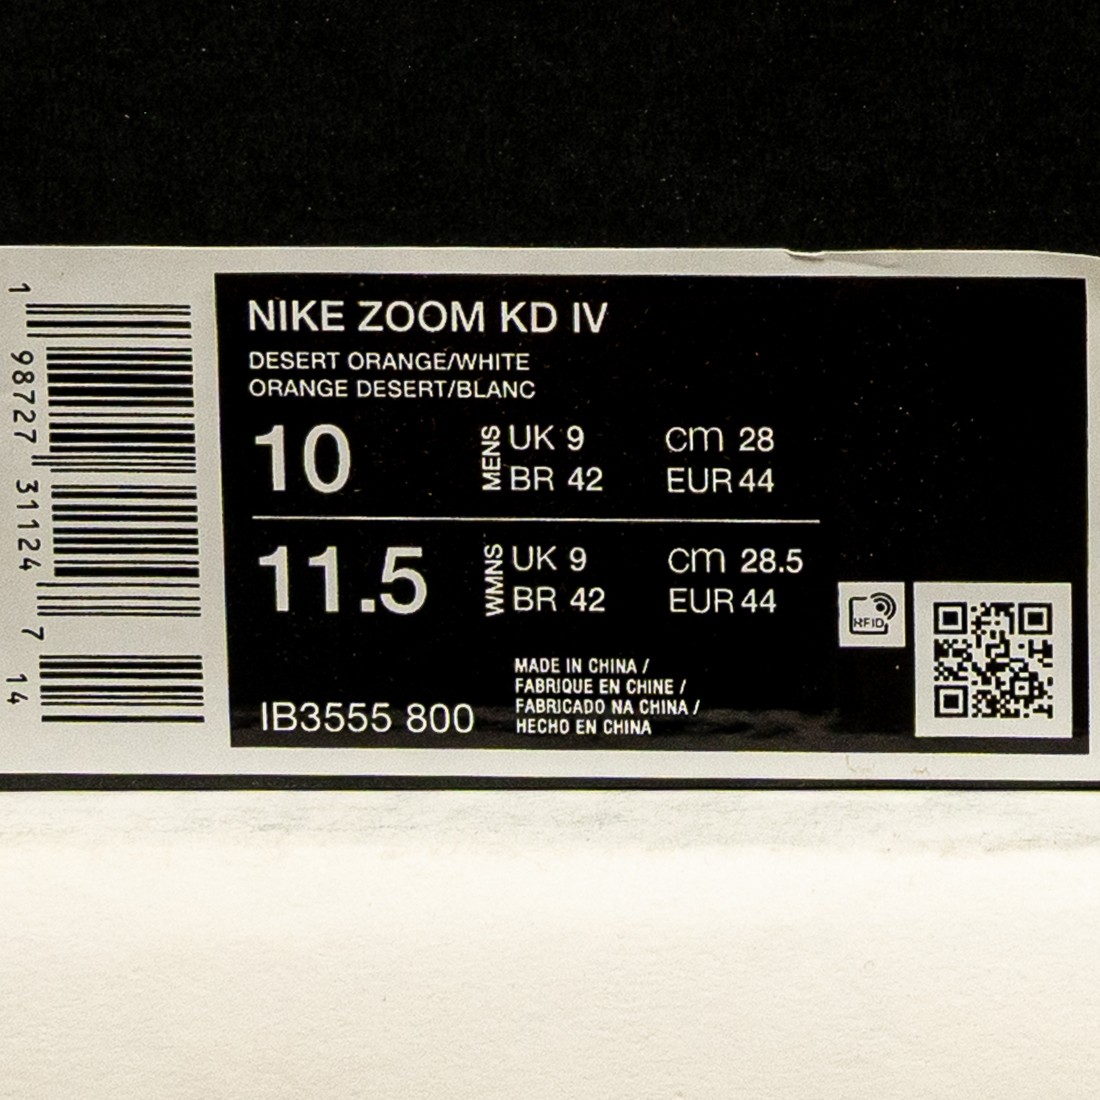 NIKE ZOOM KD IV
DESERT ORANGE/WHITE
ORANGE DESERT/BLANC
10
MENS
UK 9 cm 28
BR 42 EUR 44
11.5
WMNS
UK 9 cm 28.5
BR 42 EUR 44
RFID
MADE IN CHINA /
FABRIQUE EN CHINE /
FABRICADO NA CHINA /
HECHO EN CHINA
IB3555 800
1 98727 31124 7 14